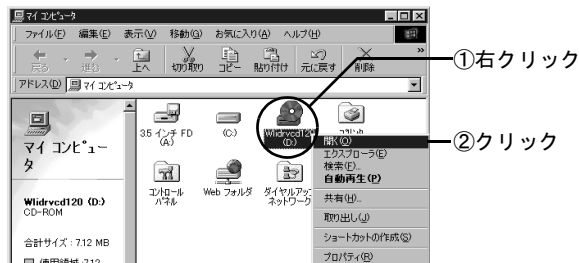 マイ コンピュータ
ファイル(F) 編集(E) 表示(V) 移動(G) お気に入り(A) ヘルプ(H)
戻る 進む 上へ 切り取り コピー 貼り付け 元に戻す 削除 »
アドレス(D) マイ コンピュータ
①右クリック
マイ コンピュータ
Wlidrvcd120 (D:)
CD-ROM
合計サイズ : 7.12 MB
使用領域 :7.12
3.5 インチ FD (A:)
(C:)
Wlidrvcd120 (D:)
コントロール パネル
Web フォルダ
ダイヤルアップ ネットワーク
②クリック
開く(O)
エクスプローラ(E)
検索(F)...
自動再生(P)
共有(H)...
取り出し(J)
ショートカットの作成(S)
プロパティ(R)